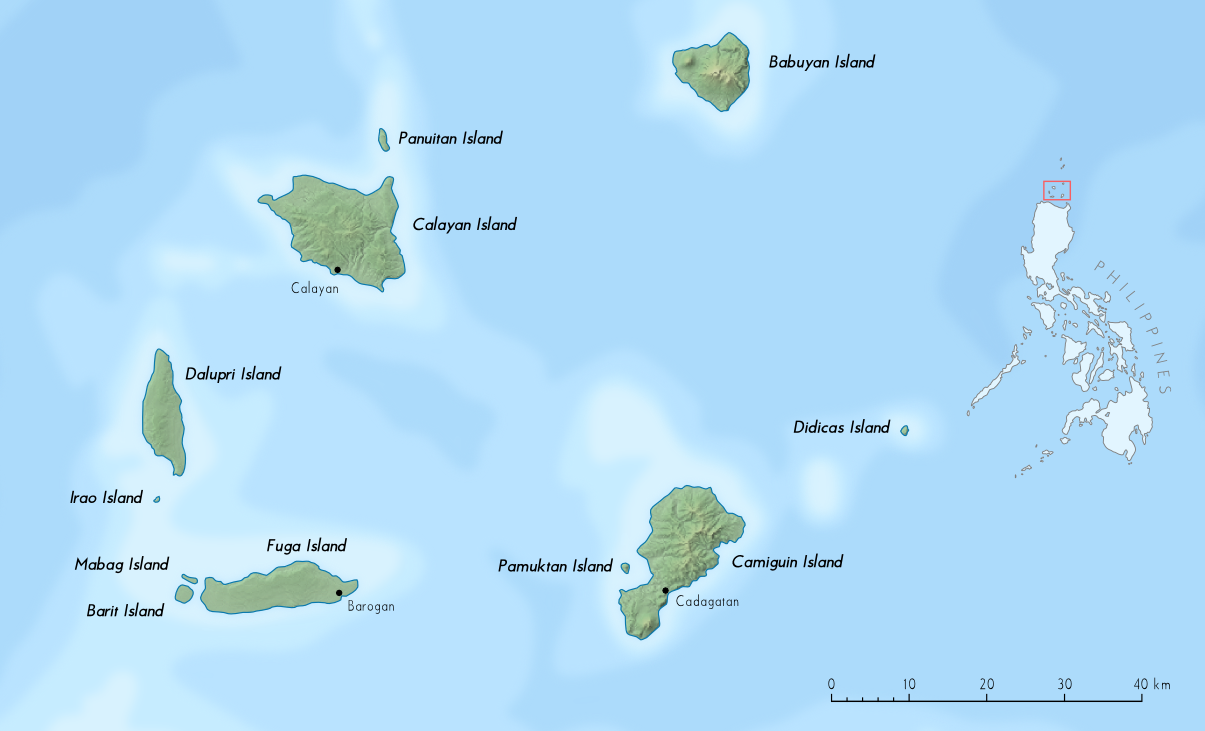 Babuyan Island
Panuitan Island
Calayan Island
Calayan
PHILIPPINES
Dalupri Island
Didicas Island
Irao Island
Fuga Island
Mabag Island
Pamuktan Island
Camiguin Island
Barit Island
Barogan
Cadagatan
0 10 20 30 40 km